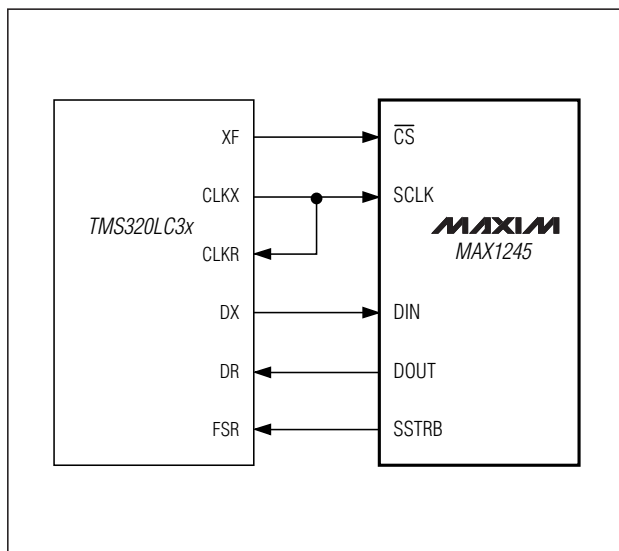 XF
CS
CLKX
SCLK
TMS320LC3x
MAXIM
MAX1245
CLKR
DX
DIN
DR
DOUT
FSR
SSTRB